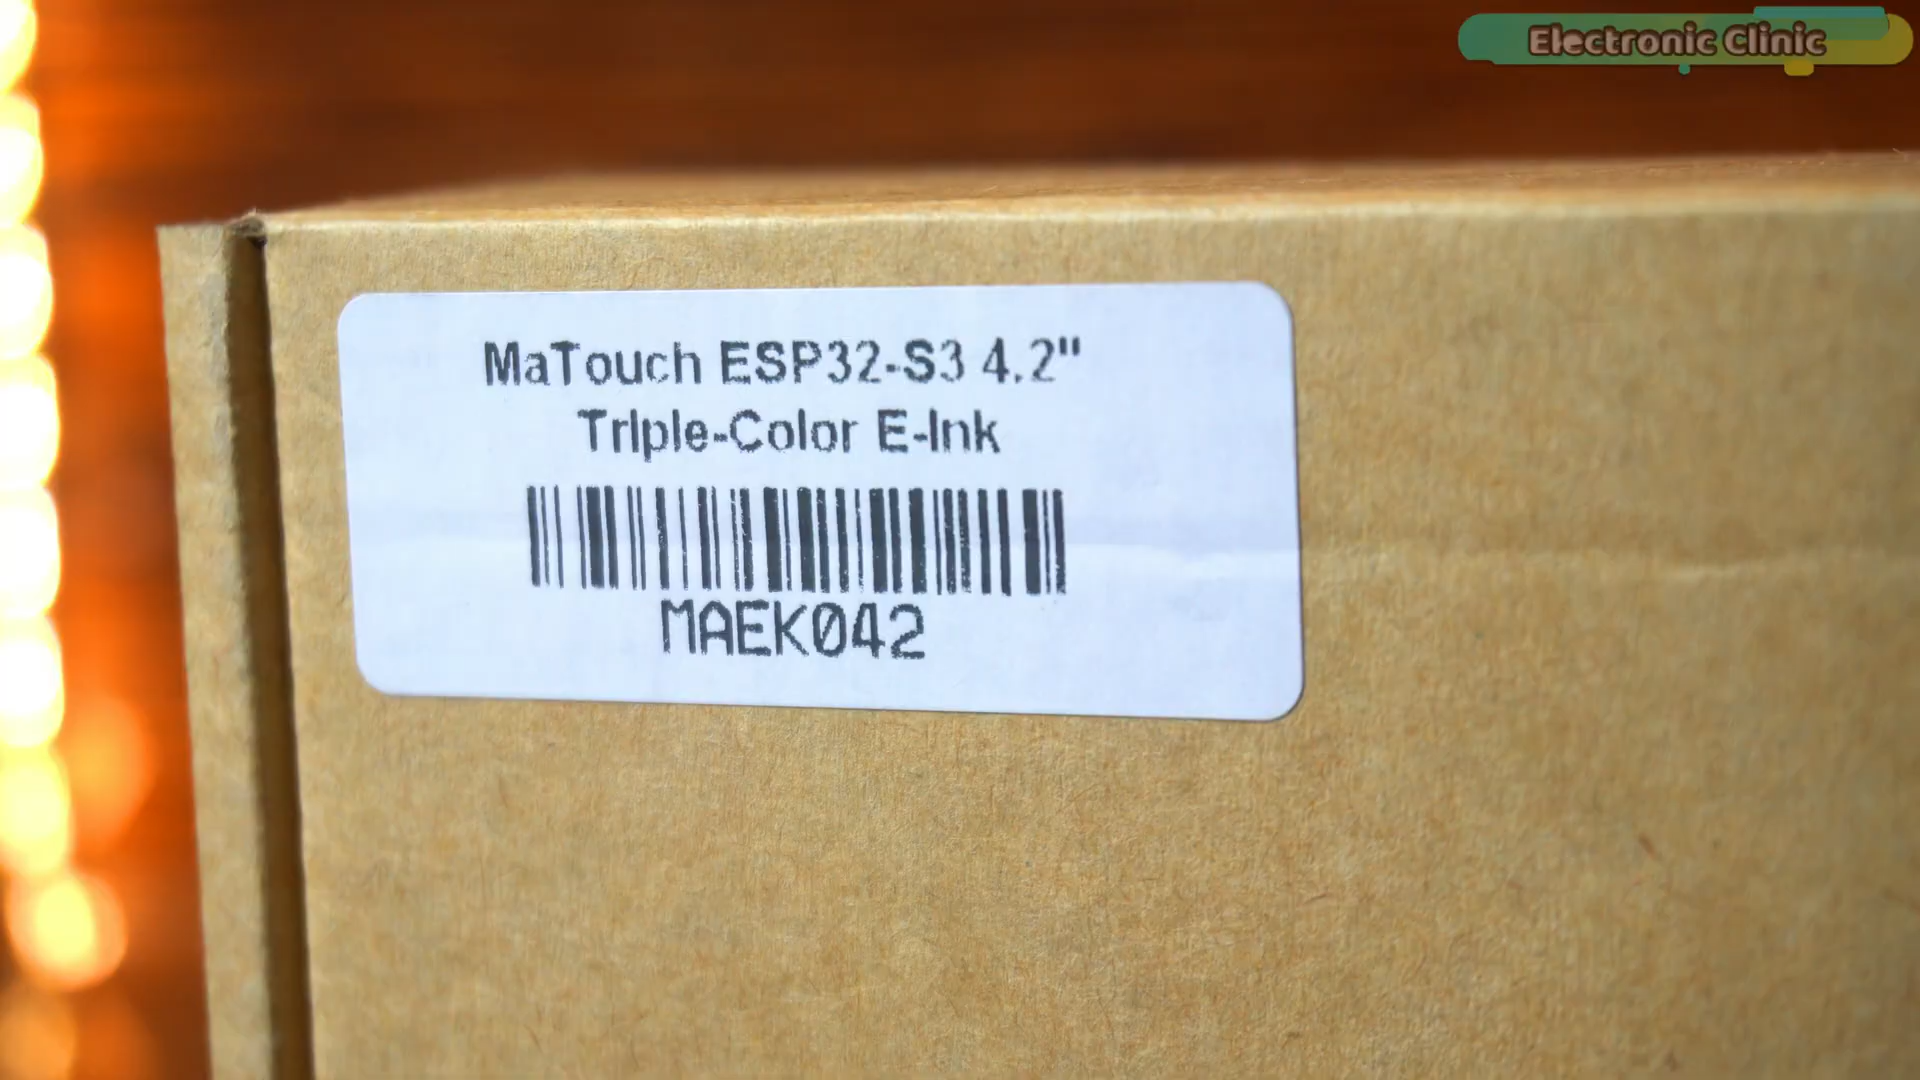 Electronic Clinic
MaTouch ESP32-S3 4.2"
Triple-Color E-Ink
MAEK042